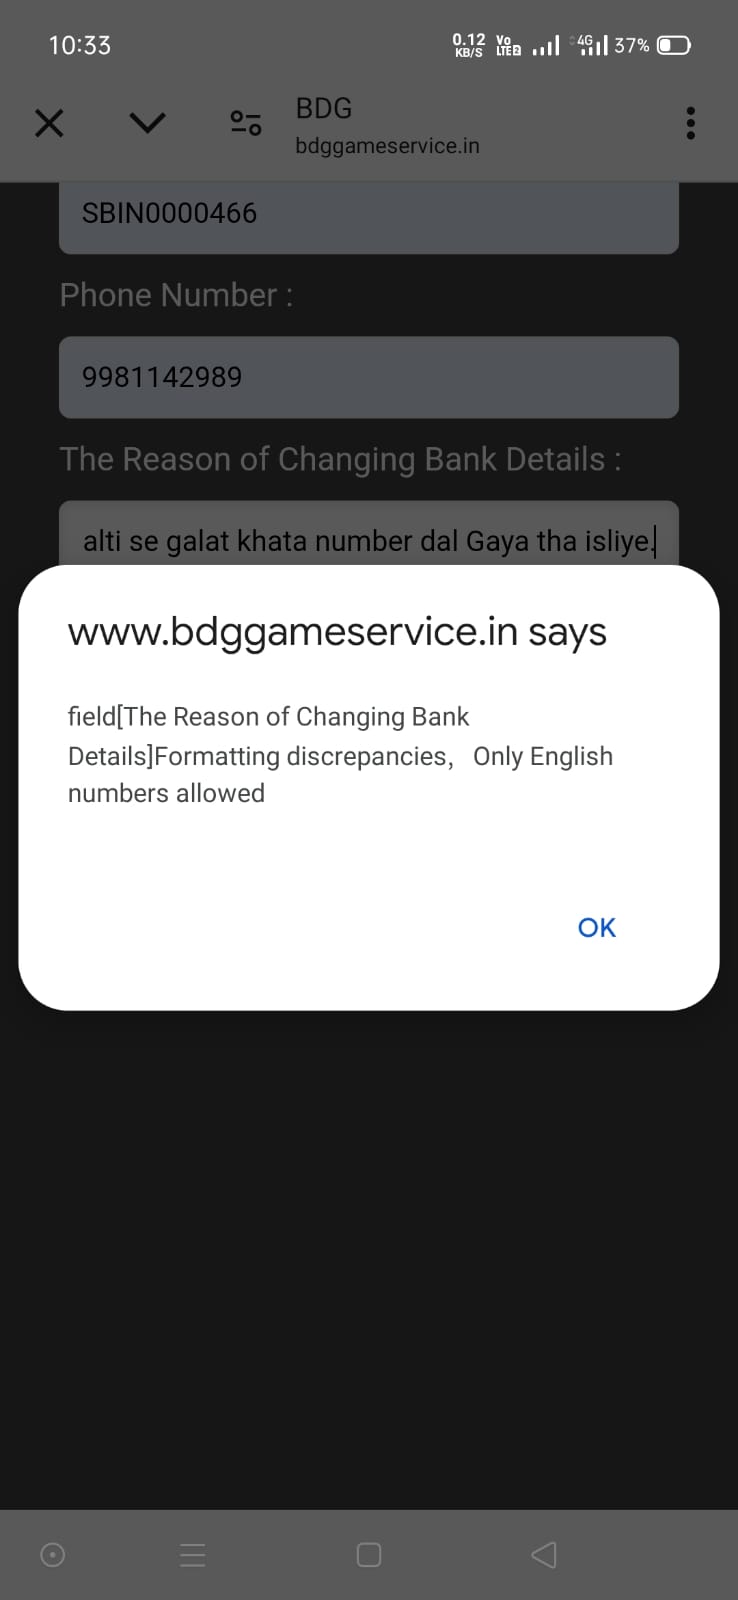 10:33
0.12 KB/S Vo LTE2 4G 37%
BDG
bdggameservice.in
SBIN0000466
Phone Number :
9981142989
The Reason of Changing Bank Details :
alti se galat khata number dal Gaya tha isliye.
www.bdggameservice.in says
field[The Reason of Changing Bank
Details]Formatting discrepancies, Only English
numbers allowed
OK